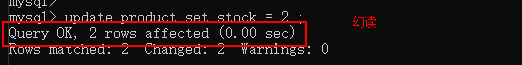 mysql>
mysql> update product set stock = 2
Query OK, 2 rows affected (0.00 sec)
幻读
Rows matched: 2  Changed: 2  Warnings: 0